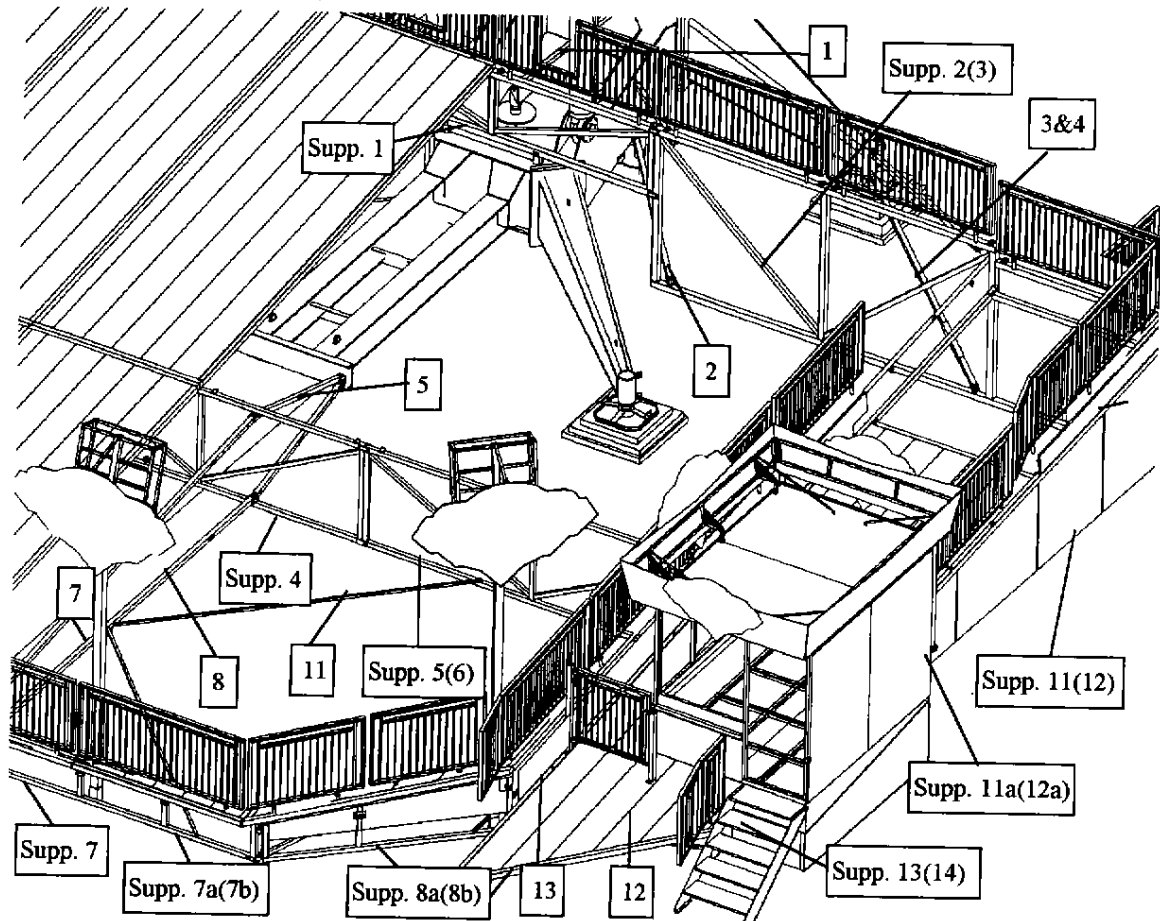 1
Supp. 2(3)
3&4
Supp. 1
2
5
Supp. 4
7
8
11
Supp. 5(6)
Supp. 11(12)
Supp. 11a(12a)
Supp. 7
Supp. 7a(7b)
Supp. 8a(8b)
13
12
Supp. 13(14)